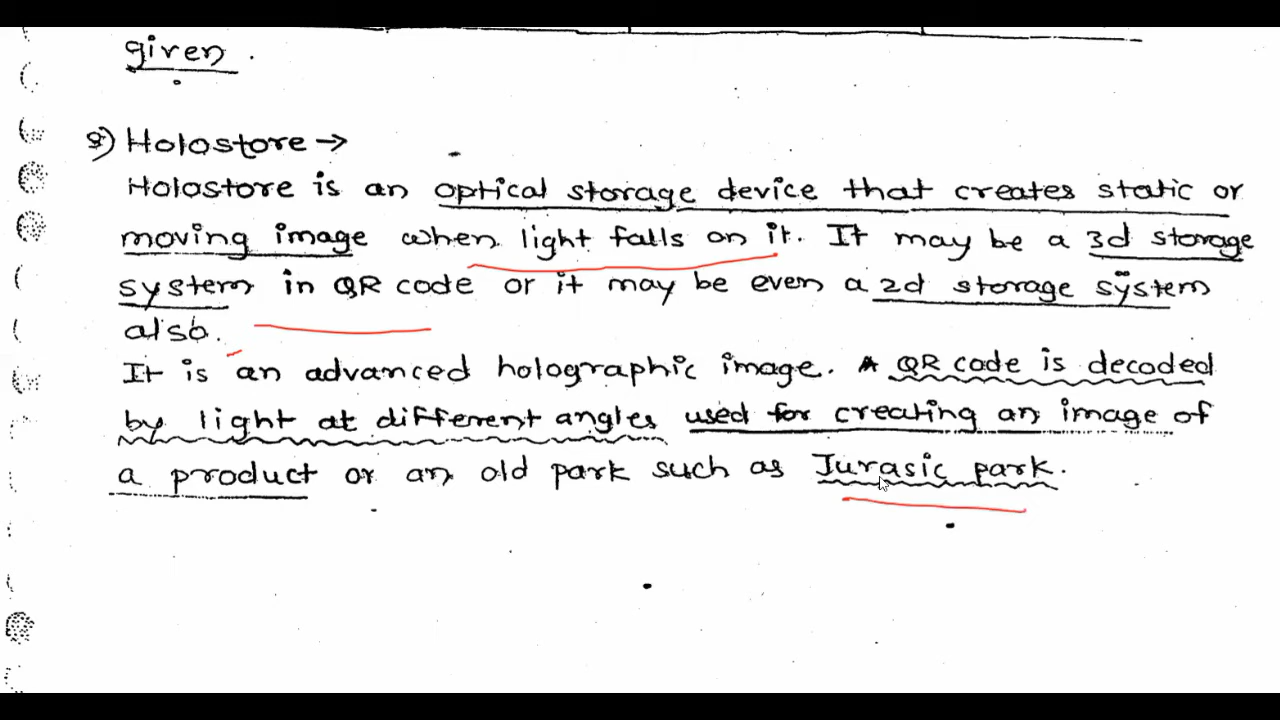 given.
8) Holostore →
Holostore is an optical storage device that creates static or
moving image when light falls on it. It may be a 3d storage
system in QR code or it may be even a 2d storage system
also.
It is an advanced holographic image. A QR code is decoded
by light at different angles used for creating an image of
a product or an old park such as Jurasic park.